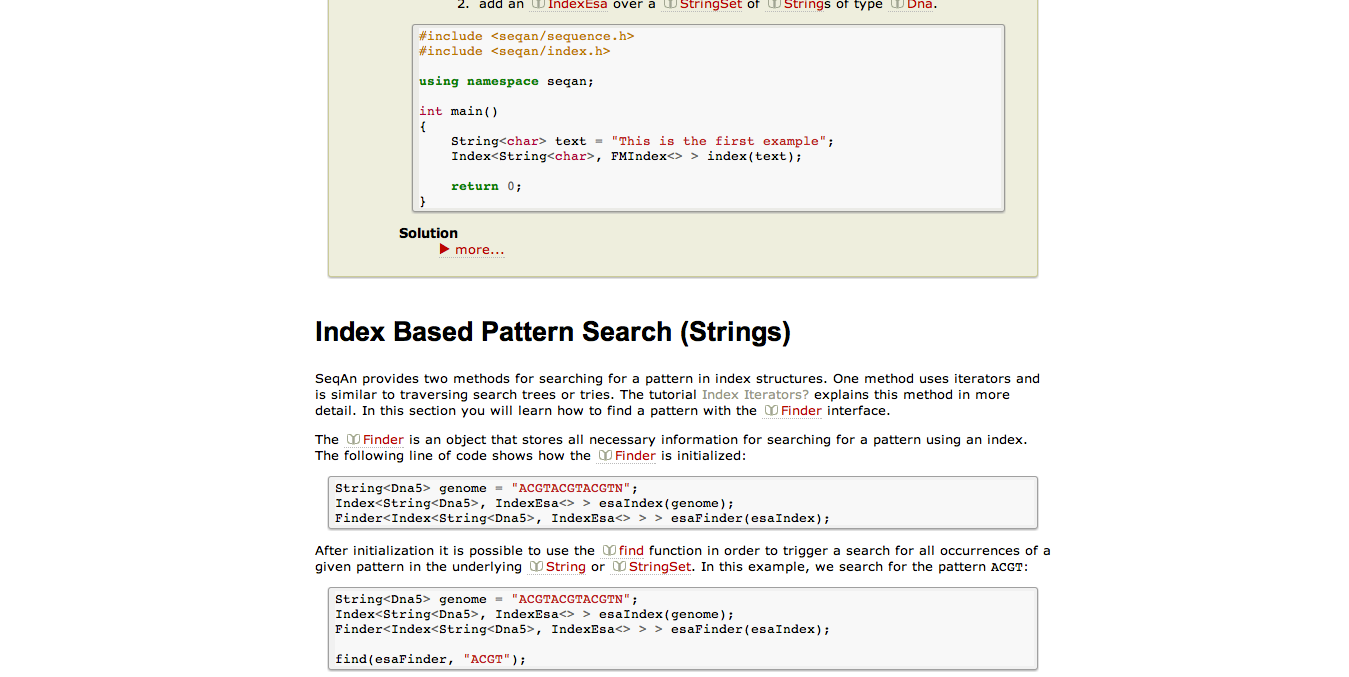 2. add an IndexEsa over a StringSet of Strings of type Dna.
#include <seqan/sequence.h>
#include <seqan/index.h>
using namespace seqan;
int main()
{
String<char> text = "This is the first example";
Index<String<char>, FMIndex<> > index(text);
return 0;
}
Solution
more...
Index Based Pattern Search (Strings)
SeqAn provides two methods for searching for a pattern in index structures. One method uses iterators and
is similar to traversing search trees or tries. The tutorial Index Iterators? explains this method in more
detail. In this section you will learn how to find a pattern with the Finder interface.
The Finder is an object that stores all necessary information for searching for a pattern using an index.
The following line of code shows how the Finder is initialized:
String<Dna5> genome = "ACGTACGTACGTN";
Index<String<Dna5>, IndexEsa<> > esaIndex(genome);
Finder<Index<String<Dna5>, IndexEsa<> > > esaFinder(esaIndex);
After initialization it is possible to use the find function in order to trigger a search for all occurrences of a
given pattern in the underlying String or StringSet. In this example, we search for the pattern ACGT:
String<Dna5> genome = "ACGTACGTACGTN";
Index<String<Dna5>, IndexEsa<> > esaIndex(genome);
Finder<Index<String<Dna5>, IndexEsa<> > > esaFinder(esaIndex);
find(esaFinder, "ACGT");